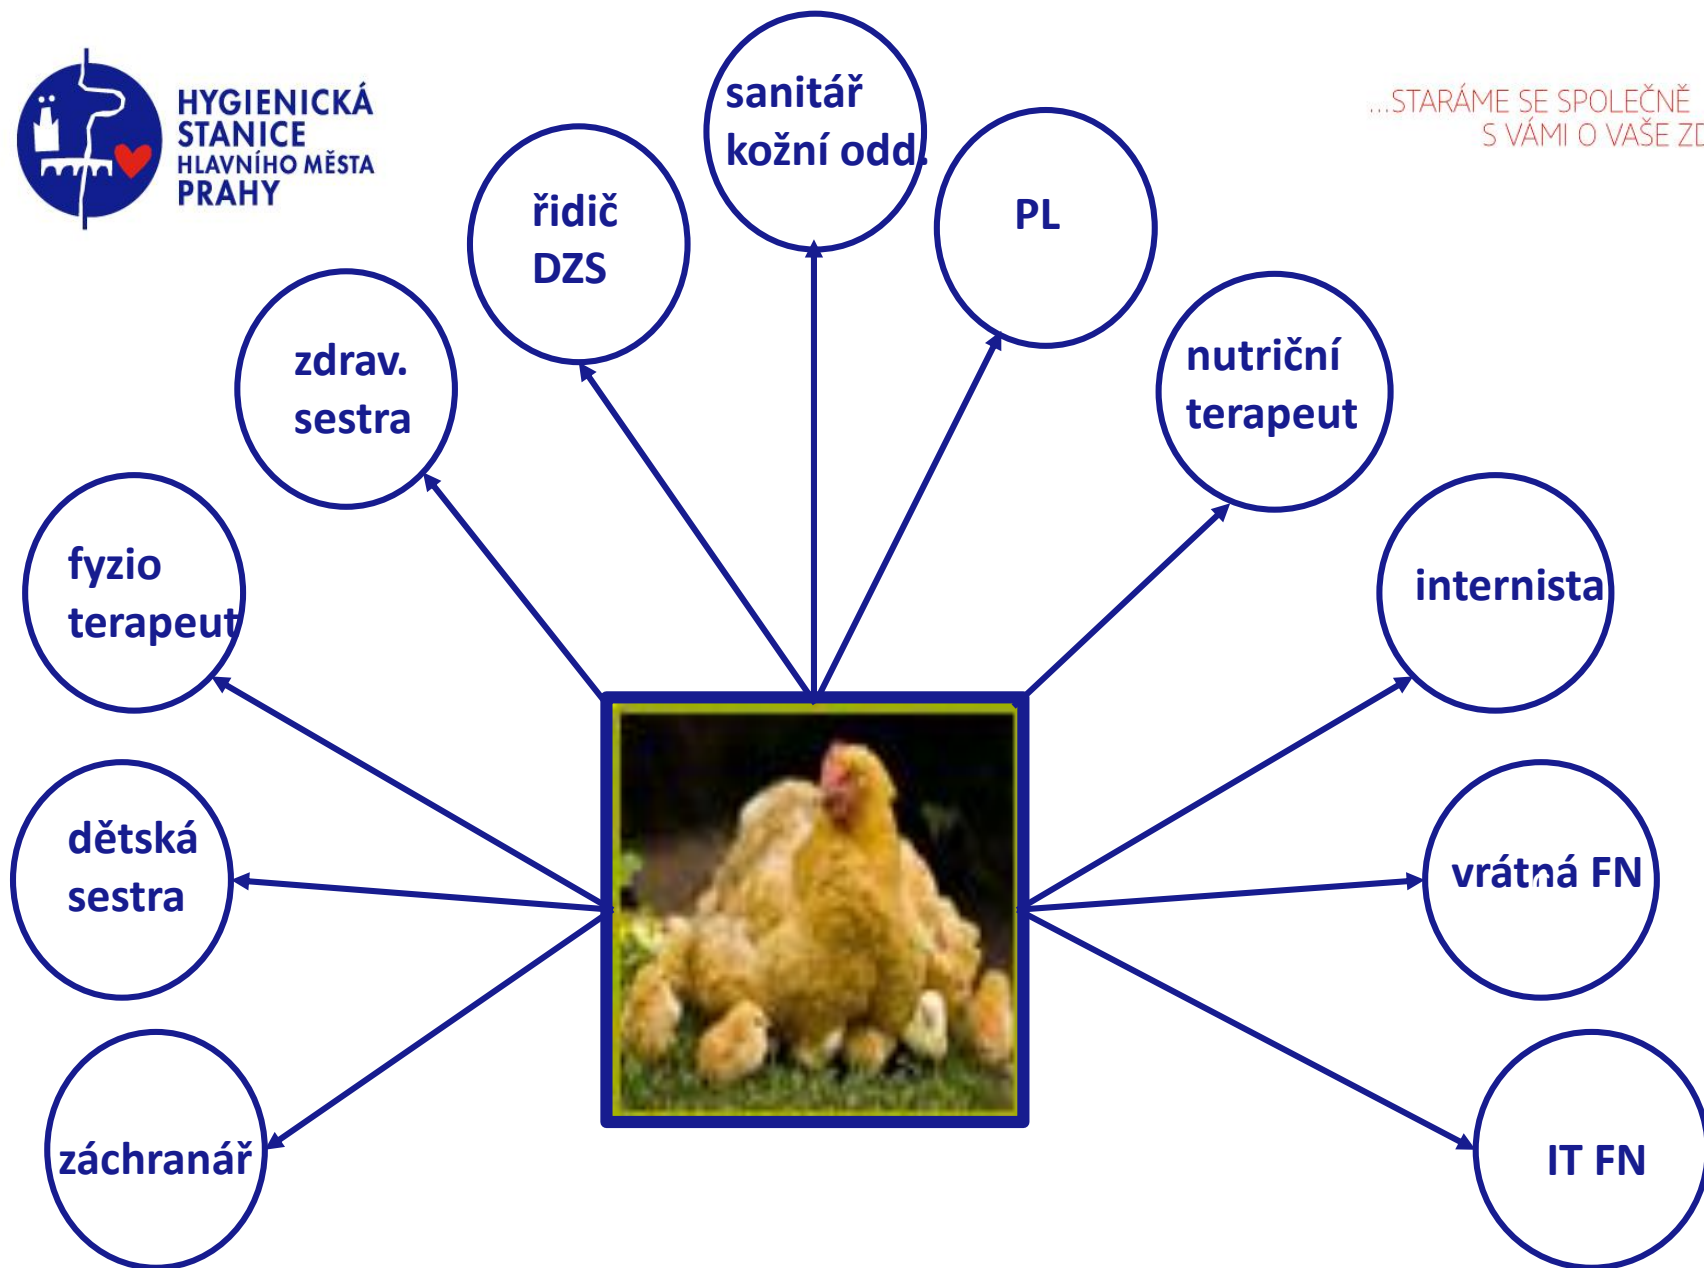 HYGIENICKÁ
STANICE
HLAVNÍHO MĚSTA
PRAHY
...STARÁME SE SPOLEČNĚ
S VÁMI O VAŠE ZD
sanitář
kožní odd.
řidič
DZS
PL
zdrav.
sestra
nutriční
terapeut
fyzio
terapeut
internista
dětská
sestra
vrátná FN
záchranář
IT FN